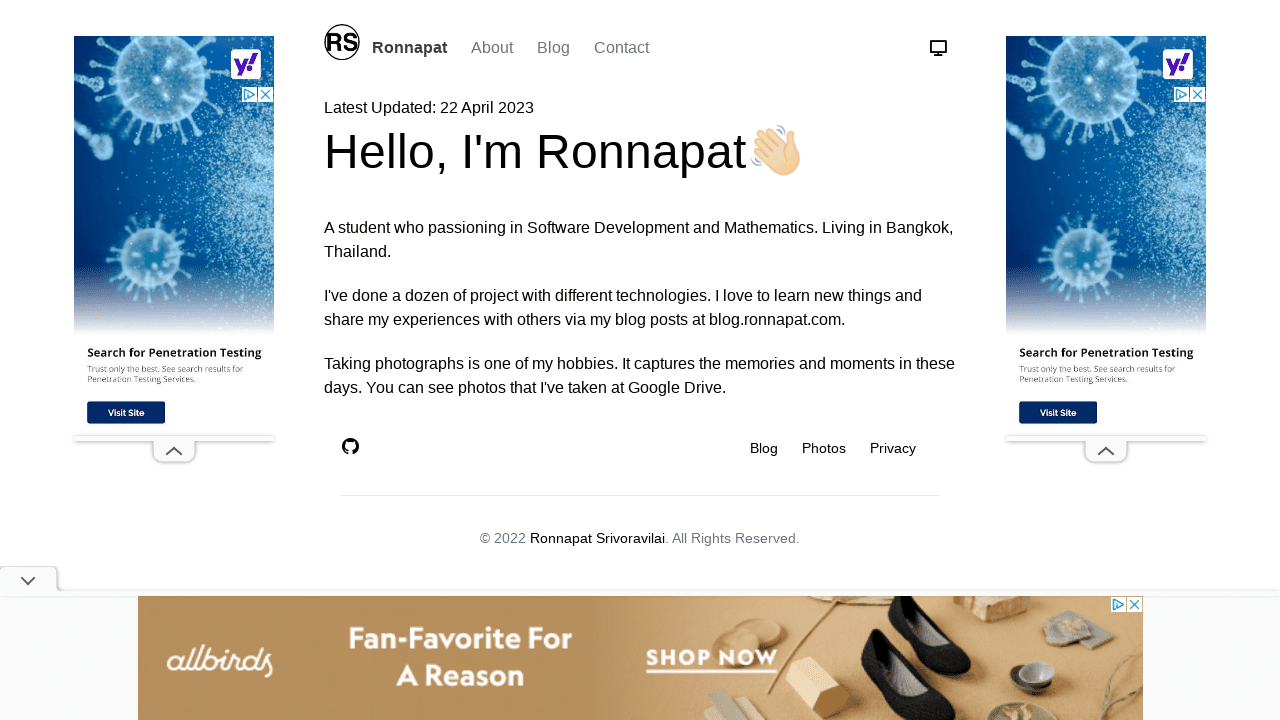 RS
Ronnapat About Blog Contact
Latest Updated: 22 April 2023
Hello, I'm Ronnapat👋
A student who passioning in Software Development and Mathematics. Living in Bangkok,
Thailand.
I've done a dozen of project with different technologies. I love to learn new things and
share my experiences with others via my blog posts at blog.ronnapat.com.
Taking photographs is one of my hobbies. It captures the memories and moments in these
days. You can see photos that I've taken at Google Drive.
Blog Photos Privacy
© 2022 Ronnapat Srivoravilai. All Rights Reserved.
y!
Search for Penetration Testing
Trust only the best. See search results for
Penetration Testing Services.
Visit Site
y!
Search for Penetration Testing
Trust only the best. See search results for
Penetration Testing Services.
Visit Site
allbirds
Fan-Favorite For
A Reason
SHOP NOW